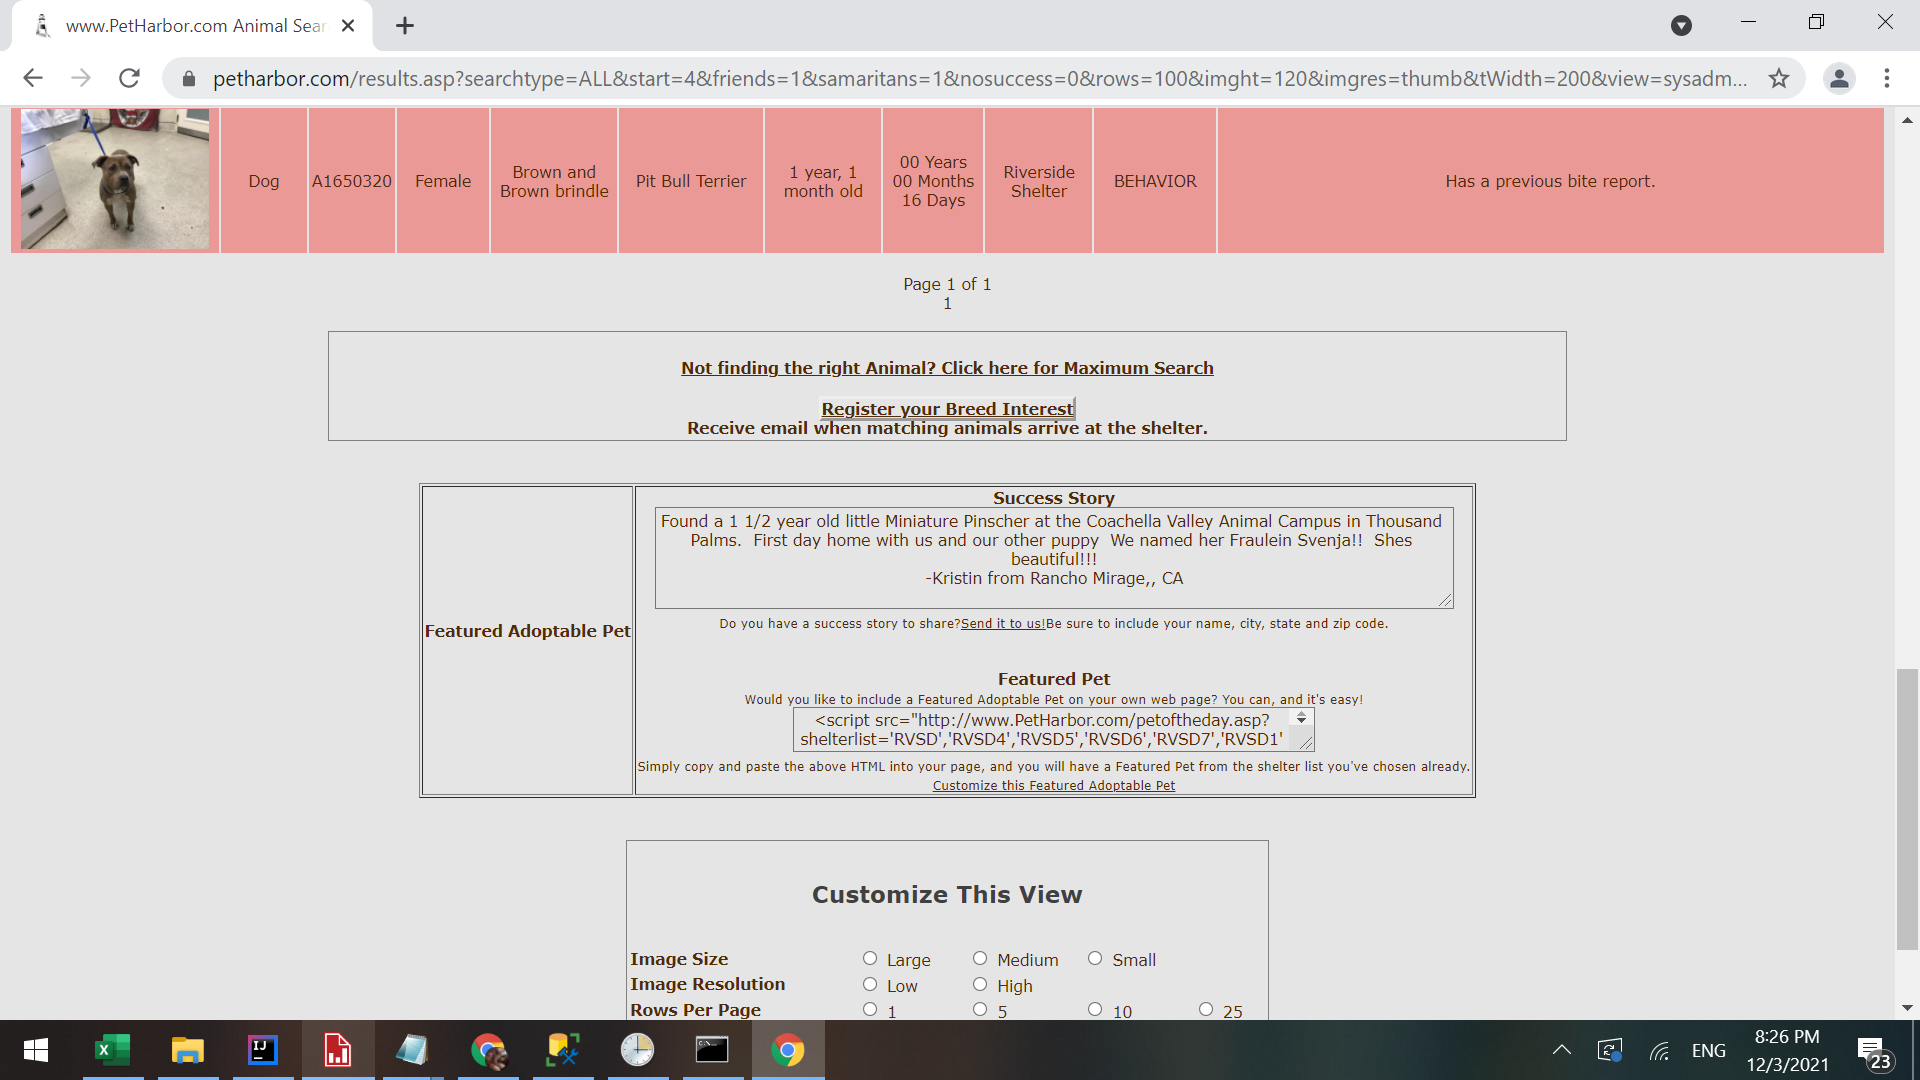 www.PetHarbor.com Animal Sear
petharbor.com/results.asp?searchtype=ALL&start=4&friends=1&samaritans=1&nosuccess=0&rows=100&imght=120&imgres=thumb&tWidth=200&view=sysadm...
Dog
A1650320
Female
Brown and
Brown brindle
Pit Bull Terrier
1 year, 1
month old
00 Years
00 Months
16 Days
Riverside
Shelter
BEHAVIOR
Has a previous bite report.
Page 1 of 1
1
Not finding the right Animal? Click here for Maximum Search
Register your Breed Interest
Receive email when matching animals arrive at the shelter.
Featured Adoptable Pet
Success Story
Found a 1 1/2 year old little Miniature Pinscher at the Coachella Valley Animal Campus in Thousand
Palms.  First day home with us and our other puppy  We named her Fraulein Svenja!!  Shes
beautiful!!!
-Kristin from Rancho Mirage,, CA
Do you have a success story to share?Send it to us!Be sure to include your name, city, state and zip code.
Featured Pet
Would you like to include a Featured Adoptable Pet on your own web page? You can, and it's easy!
<script src="http://www.PetHarbor.com/petoftheday.asp?
shelterlist='RVSD','RVSD4','RVSD5','RVSD6','RVSD7','RVSD1'
Simply copy and paste the above HTML into your page, and you will have a Featured Pet from the shelter list you've chosen already.
Customize this Featured Adoptable Pet
Customize This View
Image Size Large Medium Small
Image Resolution Low High
Rows Per Page 1 5 10 25
ENG
8:26 PM
12/3/2021
23